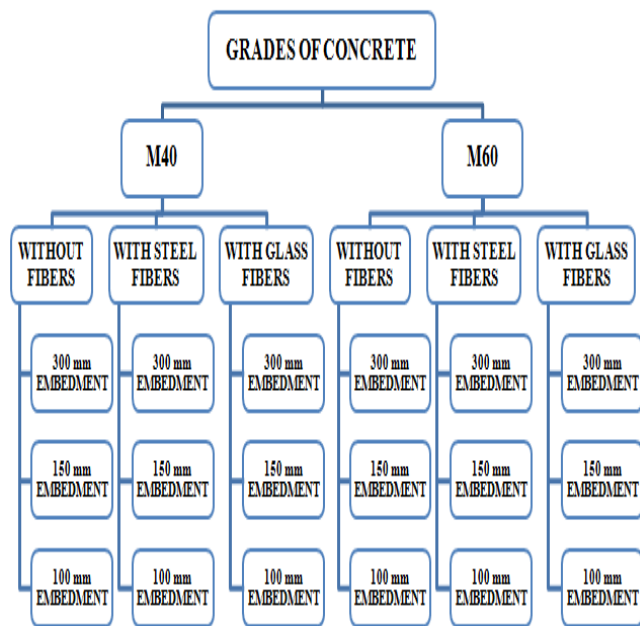 GRADES OF CONCRETE
M40
M60
WITHOUT
FIBERS
WITH STEEL
FIBERS
WITH GLASS
FIBERS
WITHOUT
FIBERS
WITH STEEL
FIBERS
WITH GLASS
FIBERS
300 mm
EMBEDMENT
300 mm
EMBEDMENT
300 mm
EMBEDMENT
300 mm
EMBEDMENT
300 mm
EMBEDMENT
300 mm
EMBEDMENT
150 mm
EMBEDMENT
150 mm
EMBEDMENT
150 mm
EMBEDMENT
150 mm
EMBEDMENT
150 mm
EMBEDMENT
150 mm
EMBEDMENT
100 mm
EMBEDMENT
100 mm
EMBEDMENT
100 mm
EMBEDMENT
100 mm
EMBEDMENT
100 mm
EMBEDMENT
100 mm
EMBEDMENT